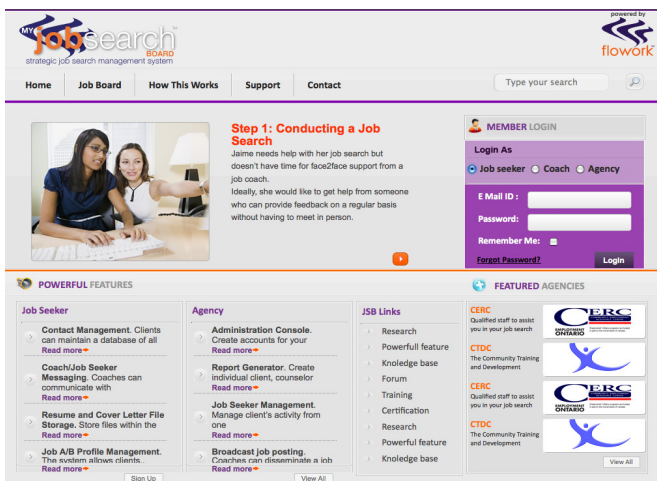 powered by
MY jobsearch
BOARD
strategic job search management system
flowork
Home Job Board How This Works Support Contact
Type your search
Step 1: Conducting a Job
Search
Jaime needs help with her job search but
doesn't have time for face2face support from a
job coach.
Ideally, she would like to get help from someone
who can provide feedback on a regular basis
without having to meet in person.
MEMBER LOGIN
Login As
Job seeker Coach Agency
E Mail ID :
Password:
Remember Me:
Forgot Password? Login
POWERFUL FEATURES
Job Seeker
Contact Management. Clients
can maintain a database of all
Read more
Coach/Job Seeker
Messaging. Coaches can
communicate with
Read more
Resume and Cover Letter File
Storage. Store files within the
Read more
Job A/B Profile Management.
The system allows clients..
Read more
Sign Up
Agency
Administration Console.
Create accounts for your
Read more
Report Generator. Create
individual client, counselor
Read more
Job Seeker Management.
Manage client's activity from
one
Read more
Broadcast job posting.
Coaches can disseminate a job
Read more
View All
JSB Links
Research
Powerfull feature
Knoledge base
Forum
Training
Certification
Research
Powerful feature
Knoledge base
FEATURED AGENCIES
CERC
Qualified staff to assist
you in your job search
CERC
EMPLOYMENT
ONTARIO
CTDC
The Community Training
and Development
CERC
Qualified staff to assist
you in your job search
CERC
EMPLOYMENT
ONTARIO
CTDC
The Community Training
and Development
View All